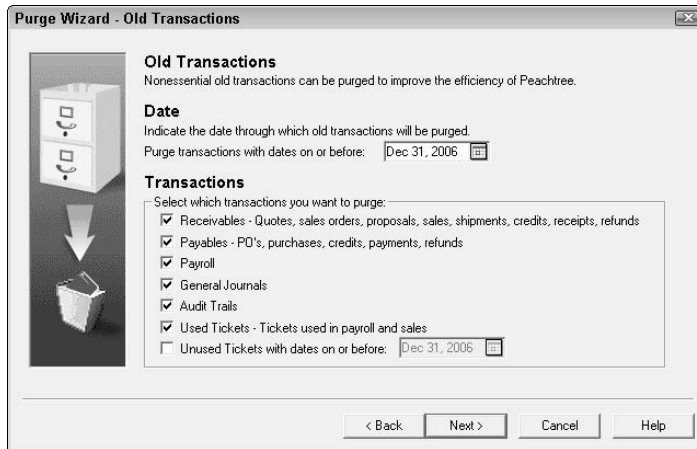 Purge Wizard - Old Transactions
Old Transactions
Nonessential old transactions can be purged to improve the efficiency of Peachtree.
Date
Indicate the date through which old transactions will be purged.
Purge transactions with dates on or before: Dec 31, 2006
Transactions
Select which transactions you want to purge:
Receivables - Quotes, sales orders, proposals, sales, shipments, credits, receipts, refunds
Payables - PO's, purchases, credits, payments, refunds
Payroll
General Journals
Audit Trails
Used Tickets - Tickets used in payroll and sales
Unused Tickets with dates on or before: Dec 31, 2006
< Back Next > Cancel Help